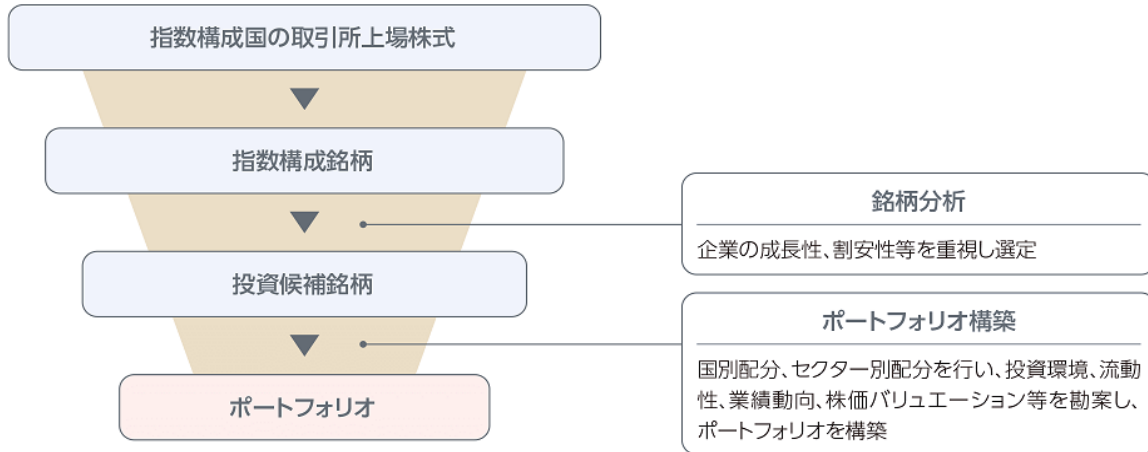 指数構成国の取引所上場株式
指数構成銘柄
銘柄分析
企業の成長性、割安性等を重視し選定
投資候補銘柄
ポートフォリオ構築
国別配分、セクター別配分を行い、投資環境、流動
性、業績動向、株価バリュエーション等を勘案し、
ポートフォリオを構築
ポートフォリオ